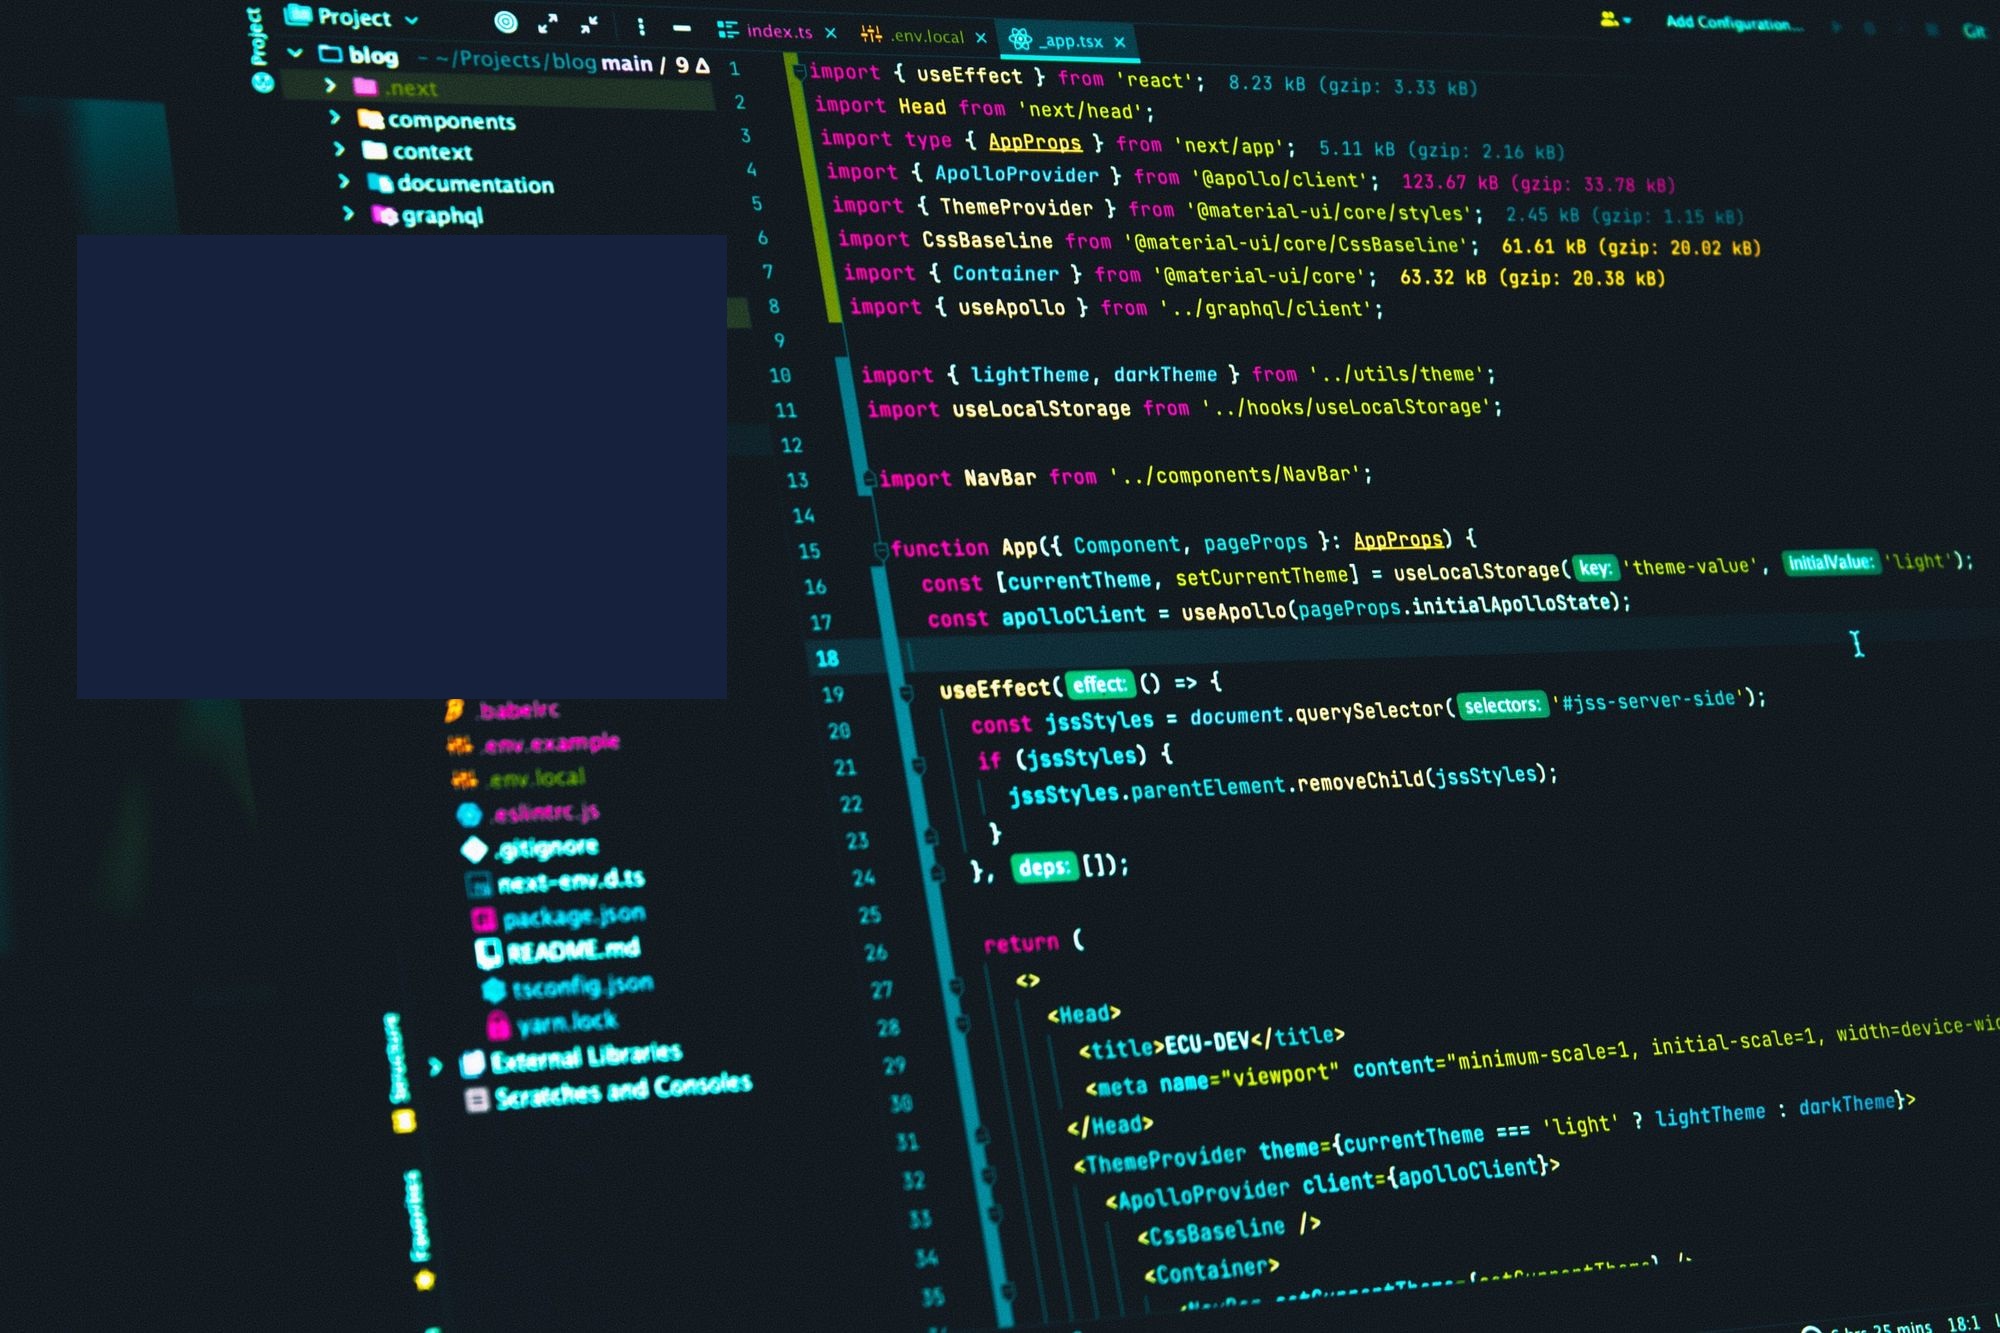 Project
Project
index.ts
.env.local
_app.tsx
Add Configuration...
Git
blog – ~/Projects/blog main / 9 Δ
.next
components
context
documentation
graphql
.babelrc
.env.example
.env.local
.eslintrc.js
.gitignore
next-env.d.ts
package.json
README.md
tsconfig.json
yarn.lock
External Libraries
Scratches and Consoles
Structure
Favorites
1 import { useEffect } from 'react'; 8.23 kB (gzip: 3.33 kB)
2 import Head from 'next/head';
3 import type { AppProps } from 'next/app'; 5.11 kB (gzip: 2.16 kB)
4 import { ApolloProvider } from '@apollo/client'; 123.67 kB (gzip: 33.78 kB)
5 import { ThemeProvider } from '@material-ui/core/styles'; 2.45 kB (gzip: 1.15 kB)
6 import CssBaseline from '@material-ui/core/CssBaseline'; 61.61 kB (gzip: 20.02 kB)
7 import { Container } from '@material-ui/core'; 63.32 kB (gzip: 20.38 kB)
8 import { useApollo } from '../graphql/client';
9
10 import { lightTheme, darkTheme } from '../utils/theme';
11 import useLocalStorage from '../hooks/useLocalStorage';
12
13 import NavBar from '../components/NavBar';
14
15 function App({ Component, pageProps }: AppProps) {
16 const [currentTheme, setCurrentTheme] = useLocalStorage( key: 'theme-value', initialValue: 'light');
17 const apolloClient = useApollo(pageProps.initialApolloState);
18
19 useEffect( effect: () => {
20 const jssStyles = document.querySelector( selectors: '#jss-server-side');
21 if (jssStyles) {
22 jssStyles.parentElement.removeChild(jssStyles);
23 }
24 }, deps: []);
25
26 return (
27 <>
28 <Head>
29 <title>ECU-DEV</title>
30 <meta name="viewport" content="minimum-scale=1, initial-scale=1, width=device-wid
31 </Head>
32 <ThemeProvider theme={currentTheme === 'light' ? lightTheme : darkTheme}>
33 <ApolloProvider client={apolloClient}>
34 <CssBaseline />
35 <Container>
<NavBar setCurrentTheme={setCurrentTheme} />
hrs 25 mins 18:1